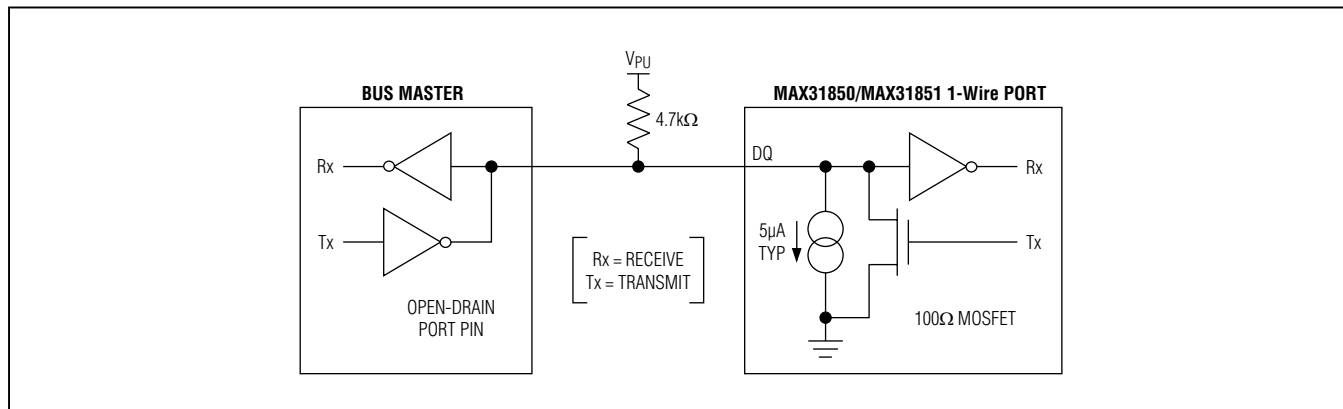 V_PU
BUS MASTER
MAX31850/MAX31851 1-Wire PORT
4.7kΩ
Rx
DQ
Rx
Tx
5µA
TYP
Tx
Rx = RECEIVE
Tx = TRANSMIT
OPEN-DRAIN
PORT PIN
100Ω MOSFET